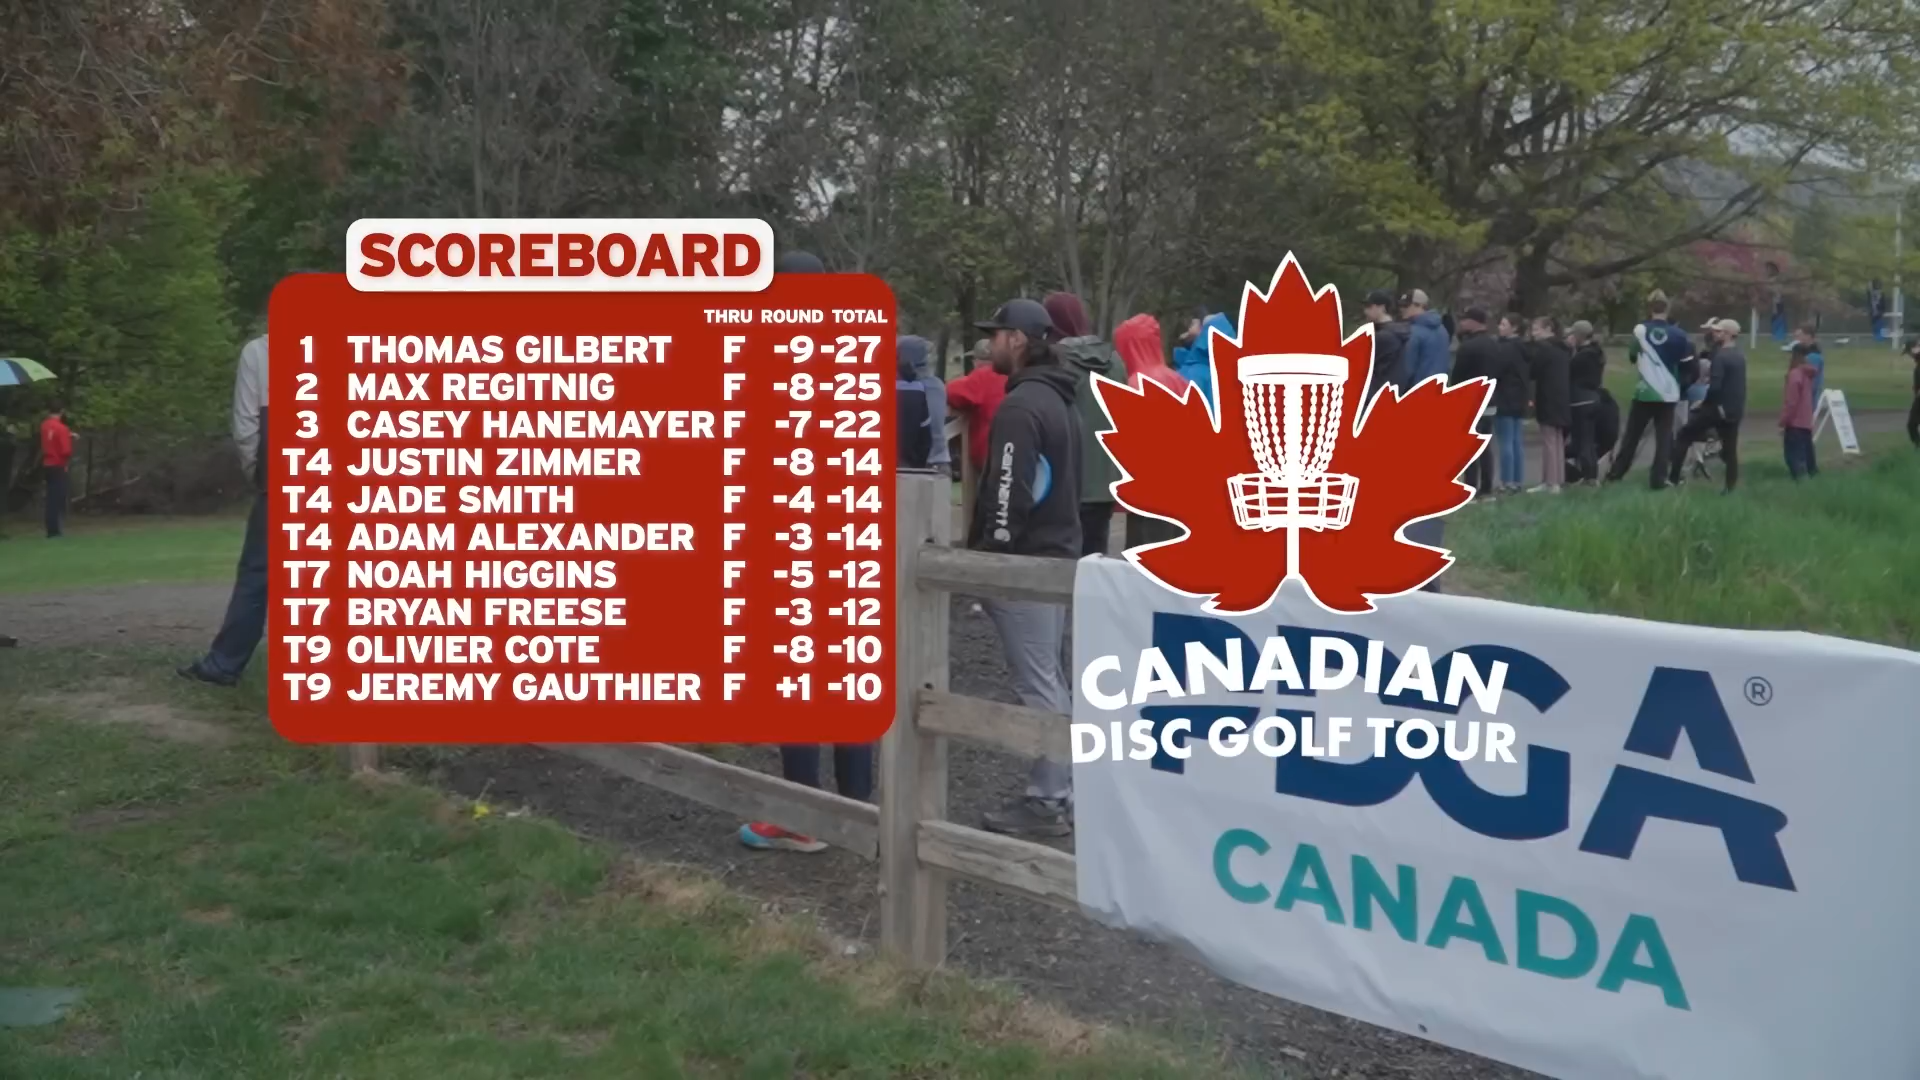 SCOREBOARD
THRU ROUND TOTAL
1 THOMAS GILBERT F -9 -27
2 MAX REGITNIG F -8 -25
3 CASEY HANEMAYER F -7 -22
T4 JUSTIN ZIMMER F -8 -14
T4 JADE SMITH F -4 -14
T4 ADAM ALEXANDER F -3 -14
T7 NOAH HIGGINS F -5 -12
T7 BRYAN FREESE F -3 -12
T9 OLIVIER COTE F -8 -10
T9 JEREMY GAUTHIER F +1 -10
CANADIAN
DISC GOLF TOUR
PDGA®
CANADA